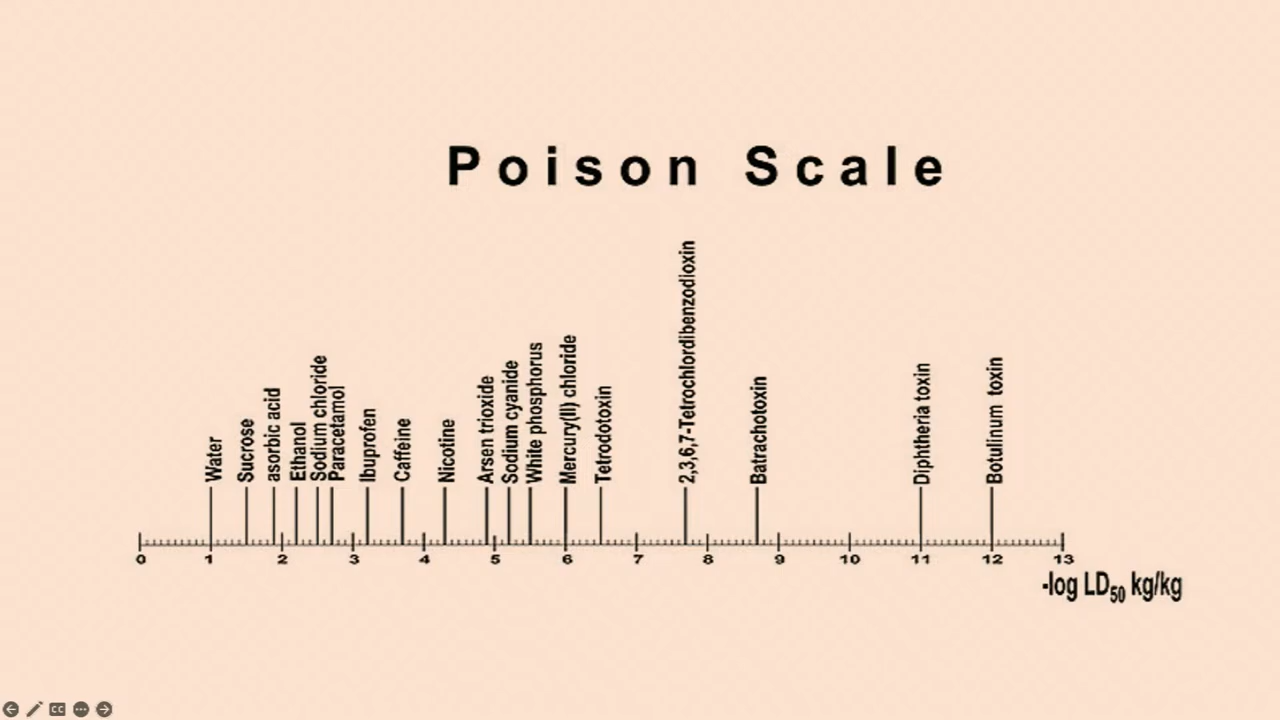 Poison Scale
Water
Sucrose
asorbic acid
Ethanol
Sodium chloride
Paracetamol
Ibuprofen
Caffeine
Nicotine
Arsen trioxide
Sodium cyanide
White phosphorus
Mercury(II) chloride
Tetrodotoxin
2,3,6,7-Tetrochlordibenzodioxin
Batrachotoxin
Diphtheria toxin
Botulinum toxin
0 1 2 3 4 5 6 7 8 9 10 11 12 13
-log LD50 kg/kg
CC